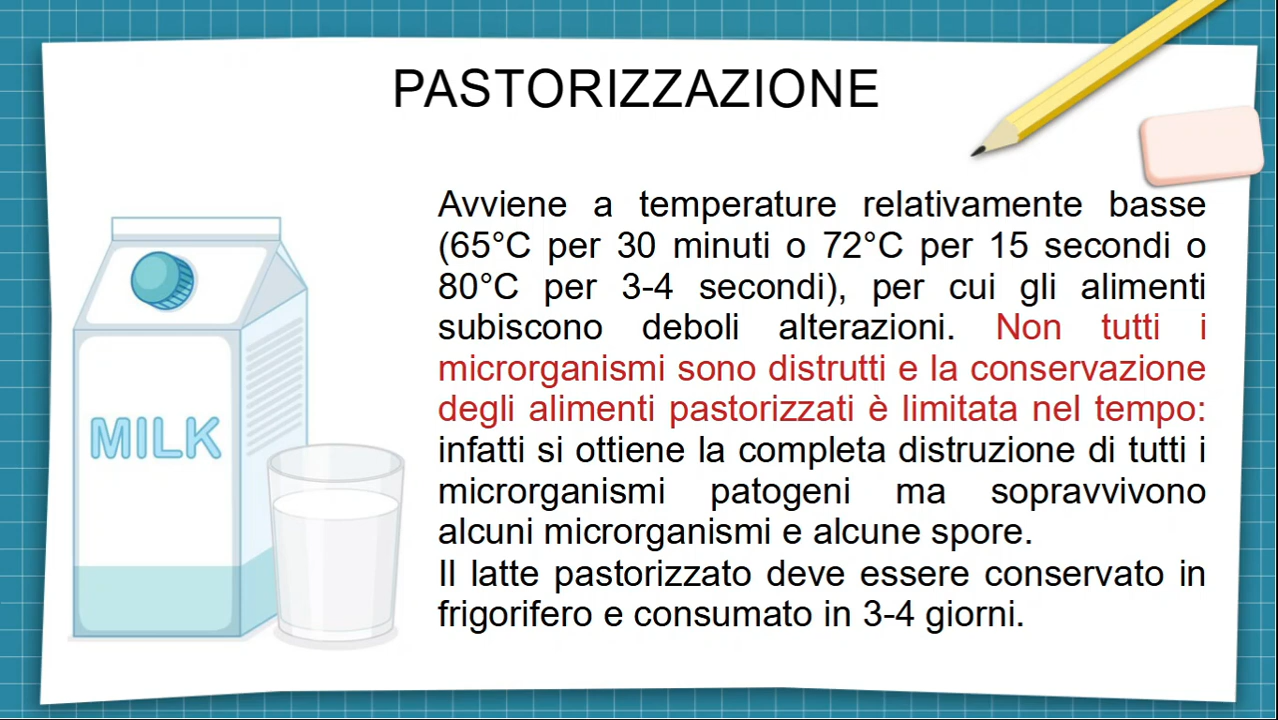 PASTORIZZAZIONE
Avviene a temperature relativamente basse
(65°C per 30 minuti o 72°C per 15 secondi o
80°C per 3-4 secondi), per cui gli alimenti
subiscono deboli alterazioni. Non tutti i
microrganismi sono distrutti e la conservazione
degli alimenti pastorizzati è limitata nel tempo:
infatti si ottiene la completa distruzione di tutti i
microrganismi patogeni ma sopravvivono
alcuni microrganismi e alcune spore.
Il latte pastorizzato deve essere conservato in
frigorifero e consumato in 3-4 giorni.
MILK